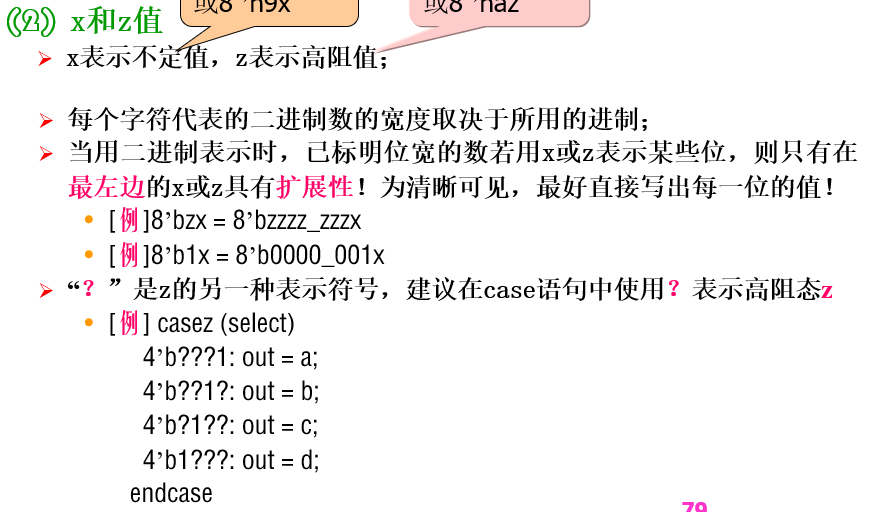 或8'h9x
或8'haz
(2) x和z值
x表示不定值，z表示高阻值；
每个字符代表的二进制数的宽度取决于所用的进制；
当用二进制表示时，已标明位宽的数若用x或z表示某些位，则只有在
最左边的x或z具有扩展性！为清晰可见，最好直接写出每一位的值！
[例]8’bzx = 8’bzzzz_zzzx
[例]8’b1x = 8’b0000_001x
“？”是z的另一种表示符号，建议在case语句中使用？表示高阻态z
[例] casez (select)
4’b???1: out = a;
4’b??1?: out = b;
4’b?1??: out = c;
4’b1???: out = d;
endcase
79